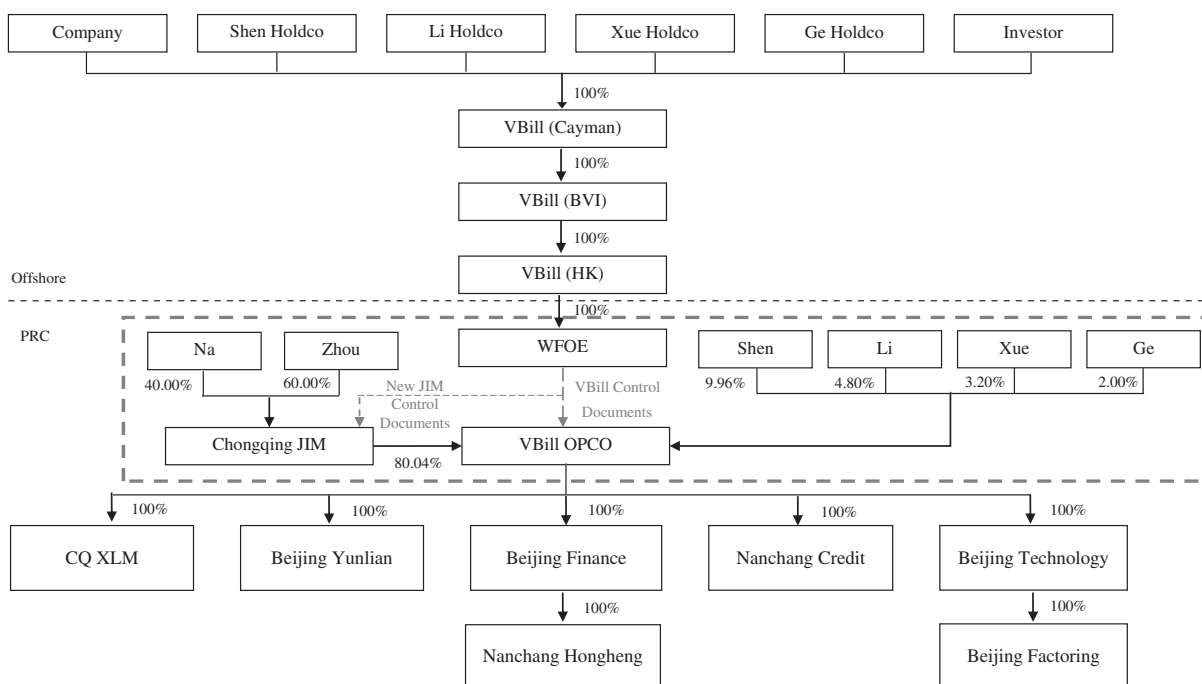 Company
Shen Holdco
Li Holdco
Xue Holdco
Ge Holdco
Investor
100%
VBill (Cayman)
100%
VBill (BVI)
100%
VBill (HK)
Offshore
100%
PRC
Na
Zhou
WFOE
Shen
Li
Xue
Ge
40.00%
60.00%
9.96%
4.80%
3.20%
2.00%
New JIM
Control
Documents
VBill Control
Documents
Chongqing JIM
80.04%
VBill OPCO
100%
100%
100%
100%
100%
CQ XLM
Beijing Yunlian
Beijing Finance
Nanchang Credit
Beijing Technology
100%
100%
Nanchang Hongheng
Beijing Factoring